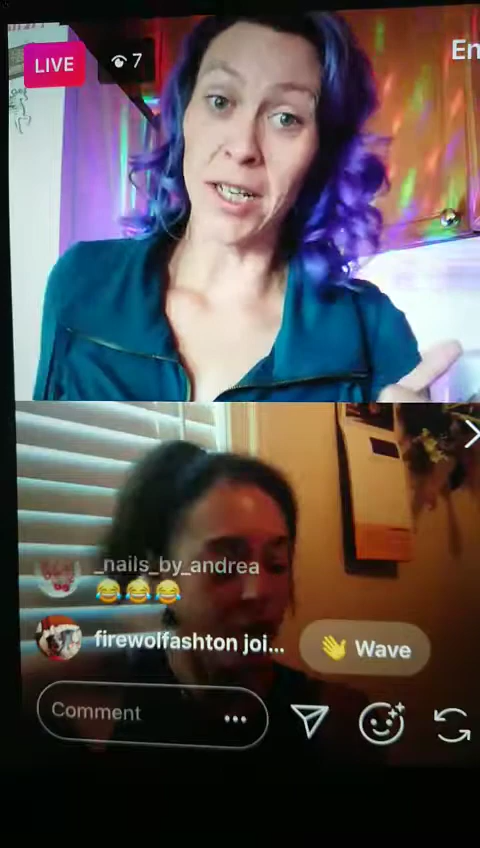 LIVE
7
En
_nails_by_andrea
😂😂😂
firewolfashton joi...
👋 Wave
Comment